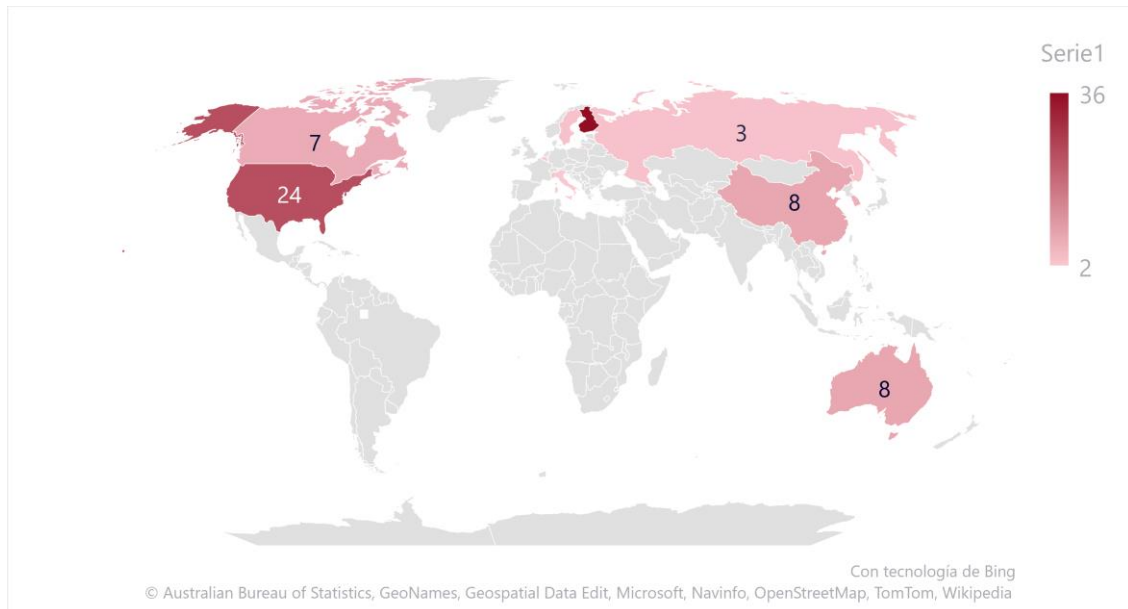 Serie1
36
2
7
24
3
8
8
Con tecnología de Bing
© Australian Bureau of Statistics, GeoNames, Geospatial Data Edit, Microsoft, Navinfo, OpenStreetMap, TomTom, Wikipedia